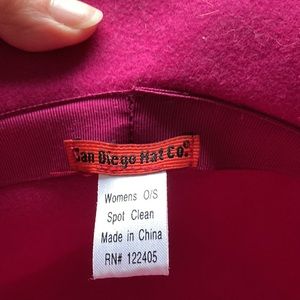 San Diego Hat Co.®
Womens O/S
Spot Clean
Made in China
RN# 122405